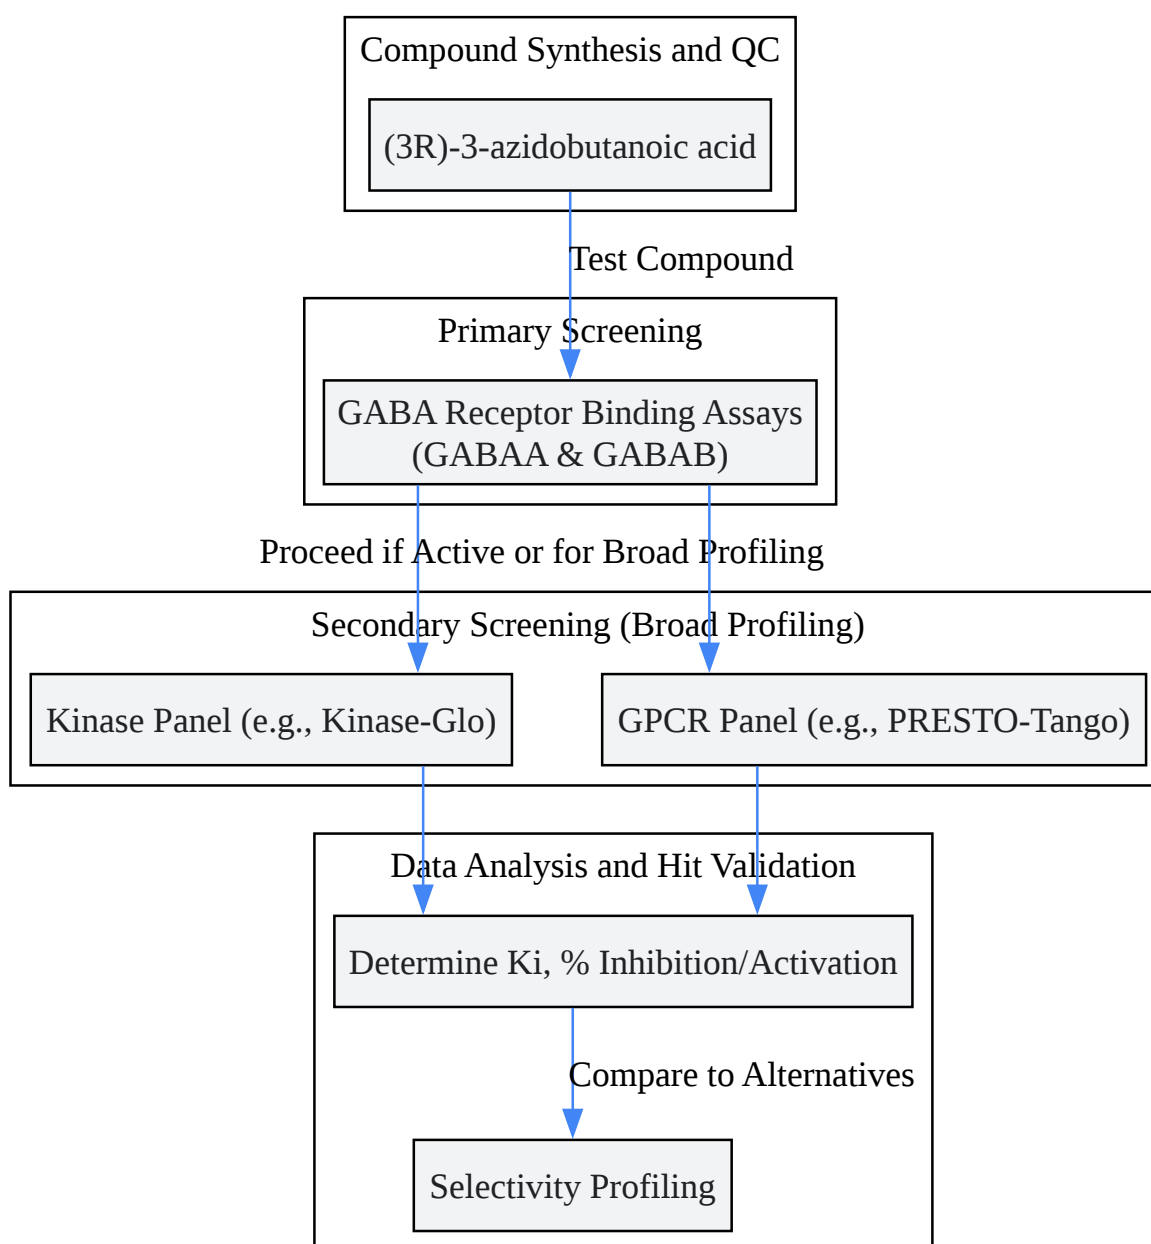 Compound Synthesis and QC
(3R)-3-azidobutanoic acid
Test Compound
Primary Screening
GABA Receptor Binding Assays
(GABAA & GABAB)
Proceed if Active or for Broad Profiling
Secondary Screening (Broad Profiling)
Kinase Panel (e.g., Kinase-Glo)
GPCR Panel (e.g., PRESTO-Tango)
Data Analysis and Hit Validation
Determine Ki, % Inhibition/Activation
Compare to Alternatives
Selectivity Profiling